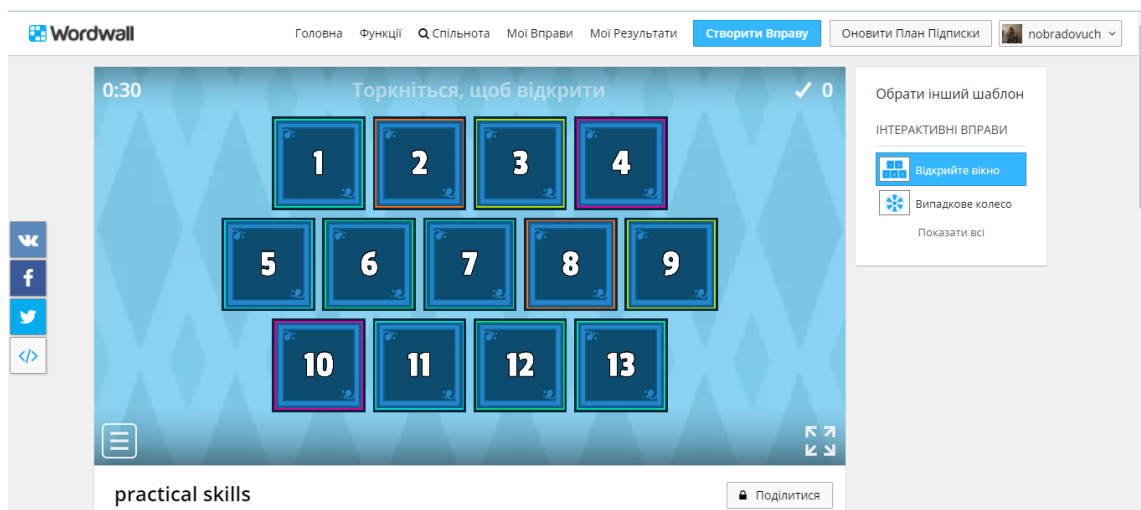 Wordwall
Головна Функції Спільнота Мої Вправи Мої Результати Створити Вправу Оновити План Підписки nobradovuch
0:30 Торкніться, щоб відкрити 0
1 2 3 4
5 6 7 8 9
10 11 12 13
Обрати інший шаблон
ІНТЕРАКТИВНІ ВПРАВИ
Відкрийте вікно
Випадкове колесо
Показати всі
practical skills
Поділитися